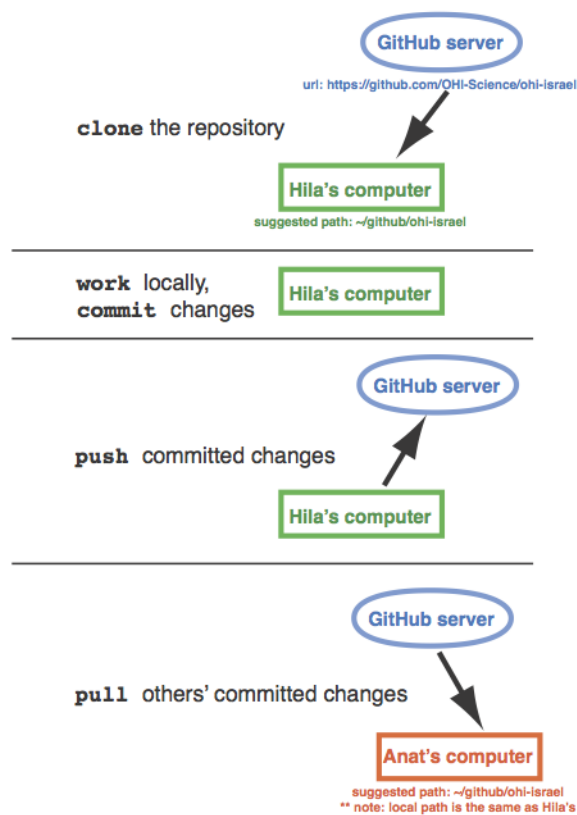 GitHub server
url: https://github.com/OHI-Science/ohi-israel
clone the repository
Hila's computer
suggested path: ~/github/ohi-israel
work locally,
commit changes
Hila's computer
GitHub server
push committed changes
Hila's computer
GitHub server
pull others' committed changes
Anat's computer
suggested path: ~/github/ohi-israel
** note: local path is the same as Hila's